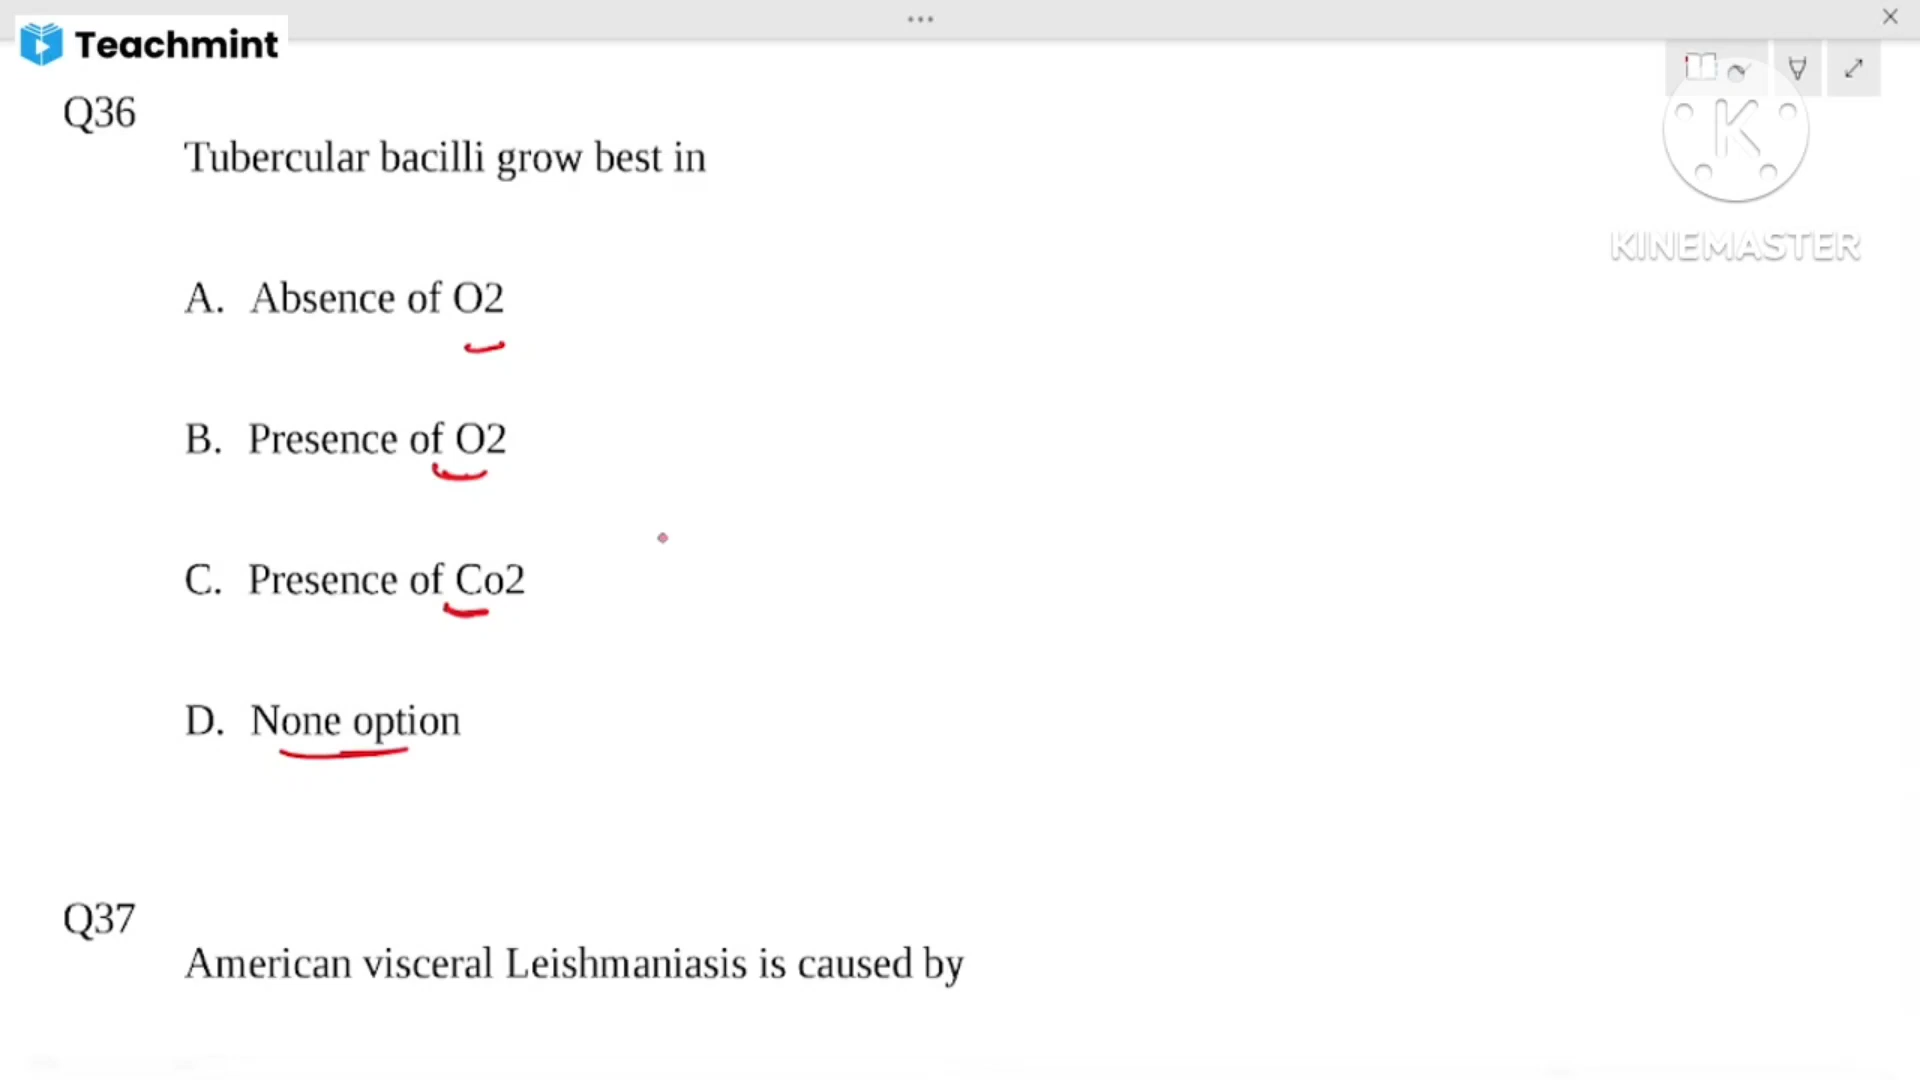 Teachmint
Q36
Tubercular bacilli grow best in
KINEMASTER
A. Absence of O2
B. Presence of O2
C. Presence of Co2
D. None option
Q37
American visceral Leishmaniasis is caused by